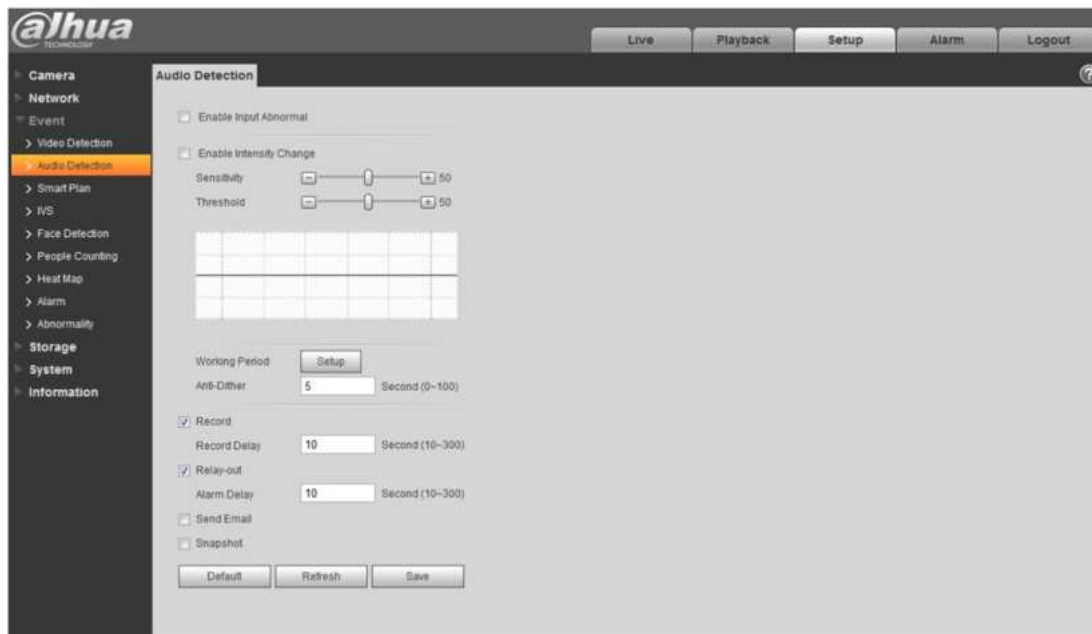 alhua
TECHNOLOGY
Live Playback Setup Alarm Logout
Camera
Network
Event
Video Detection
Audio Detection
Smart Plan
IVS
Face Detection
People Counting
Heat Map
Alarm
Abnormality
Storage
System
Information
Audio Detection
Enable Input Abnormal
Enable Intensity Change
Sensitivity 50
Threshold 50
Working Period Setup
Anti-Dither 5 Second (0~100)
Record
Record Delay 10 Second (10~300)
Relay-out
Alarm Delay 10 Second (10~300)
Send Email
Snapshot
Default Refresh Save